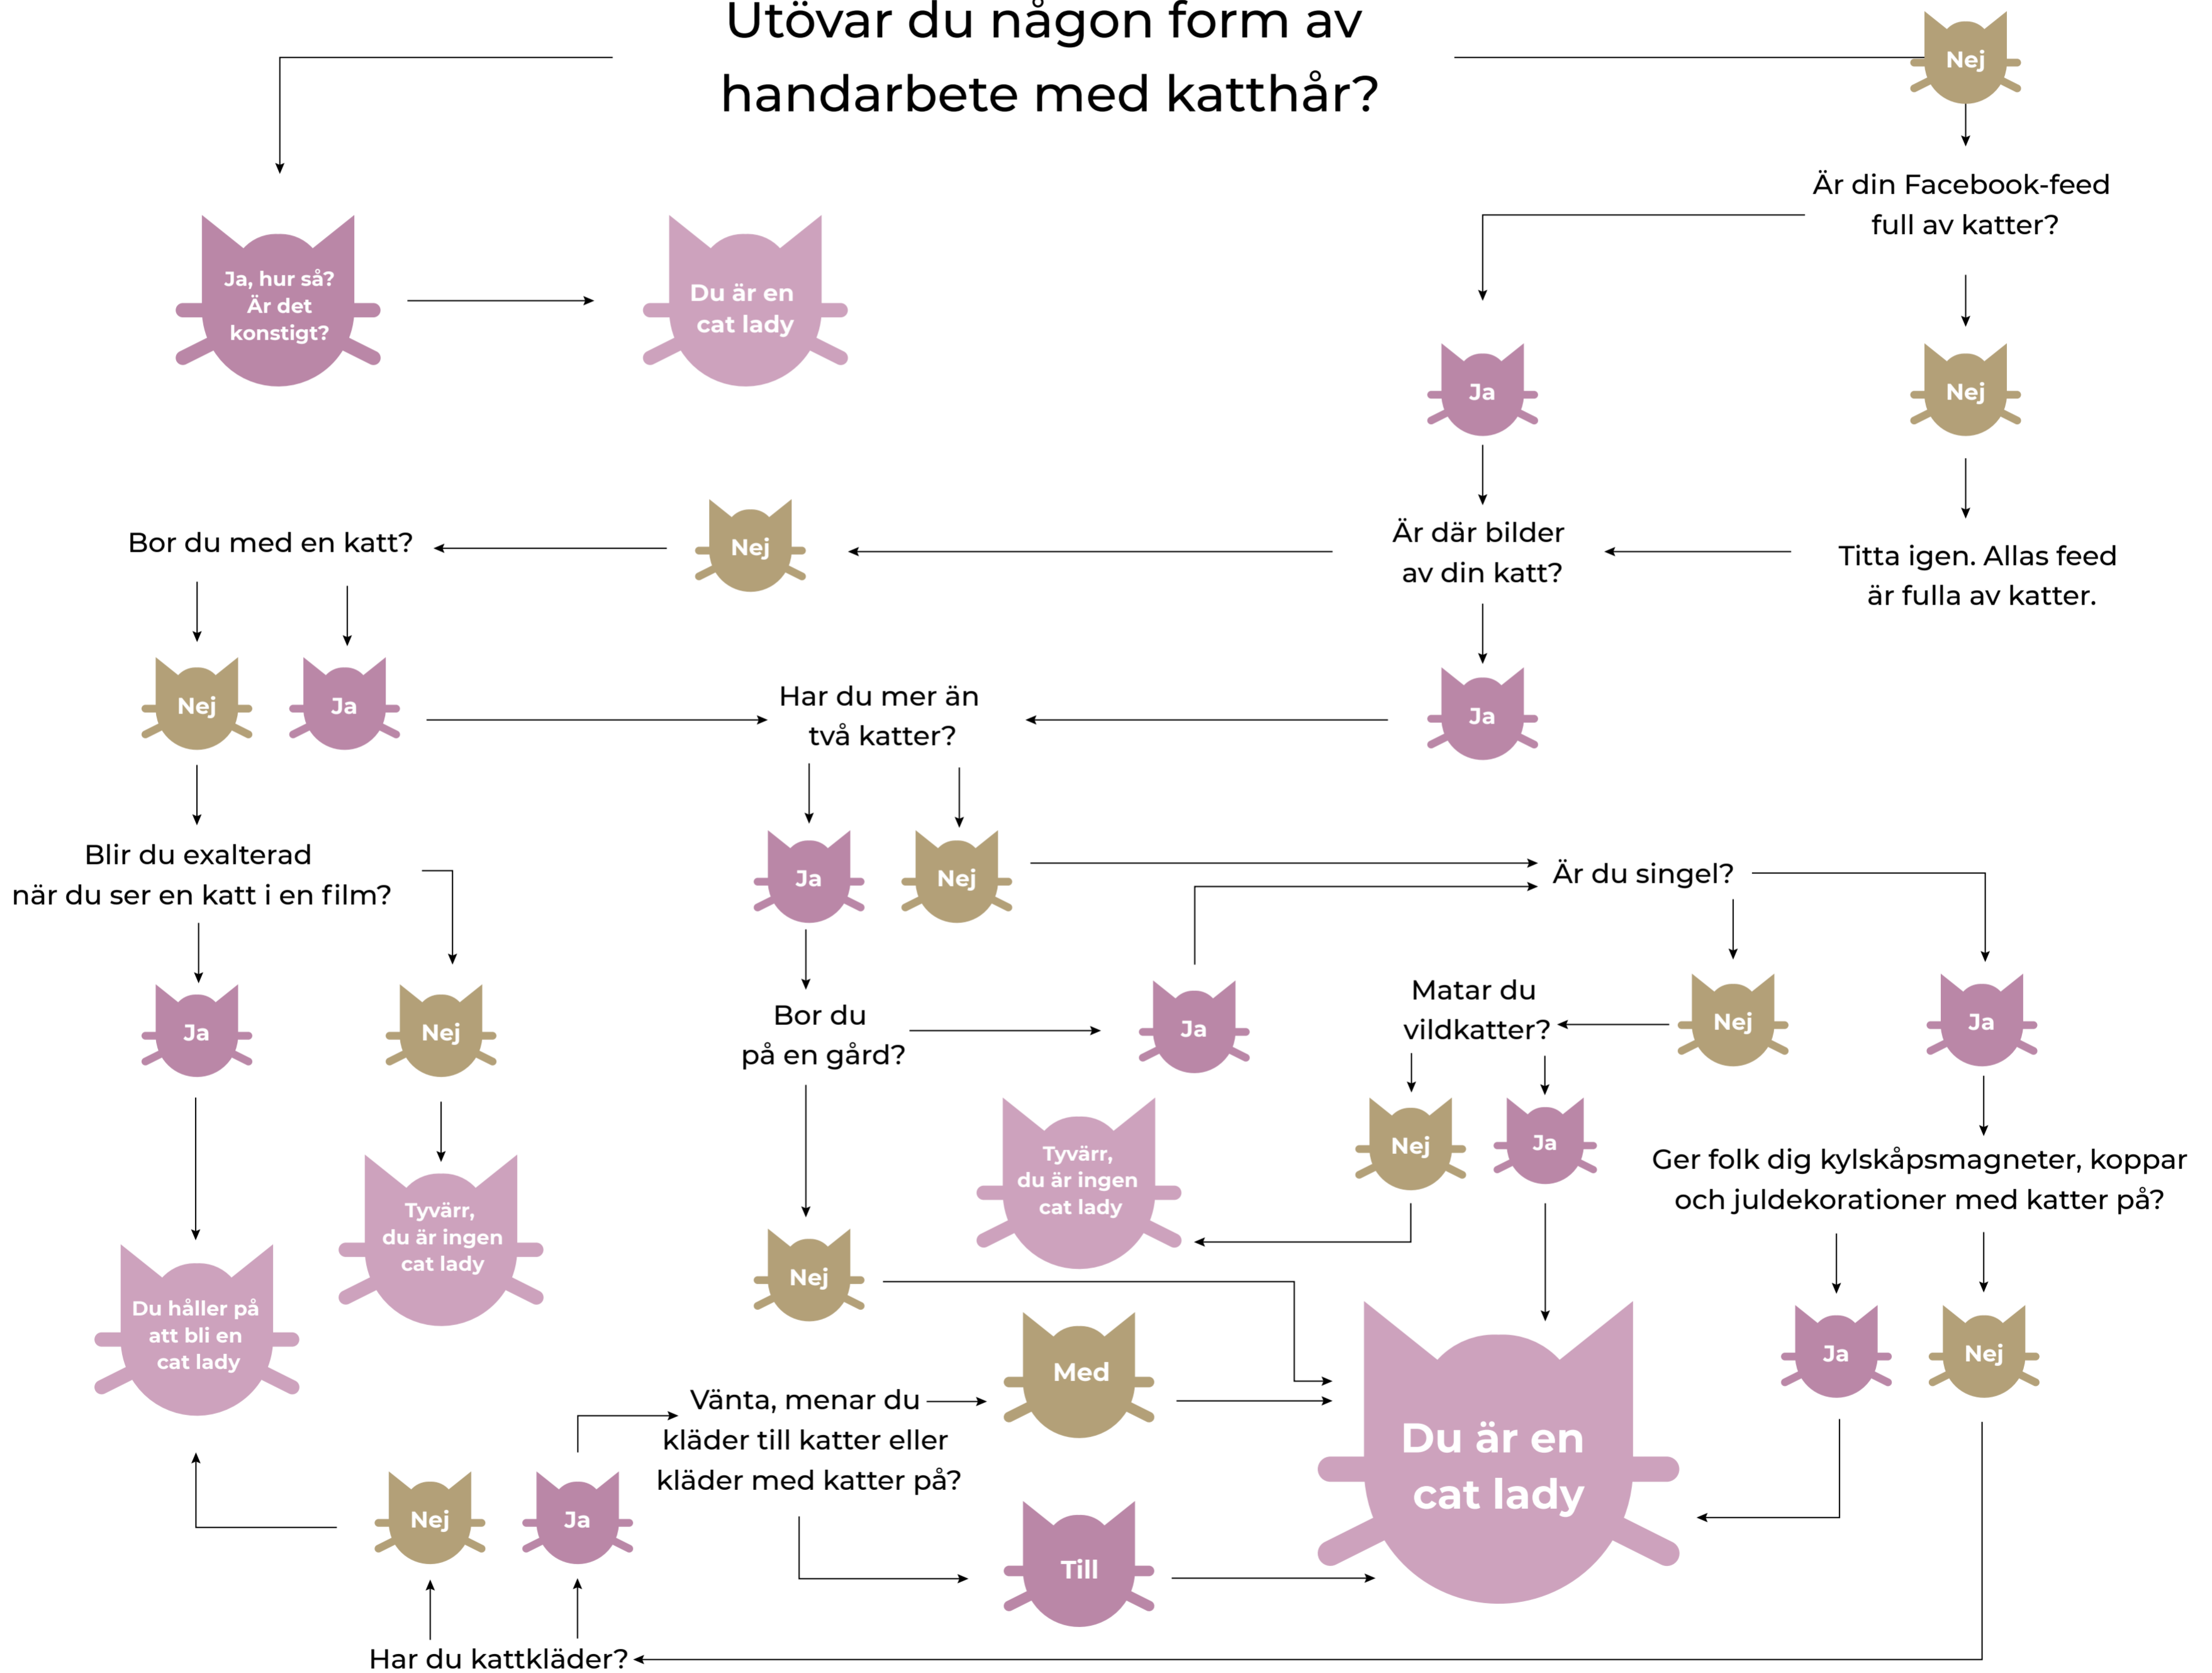 Utövar du någon form av
handarbete med katthår?
Nej
Är din Facebook-feed
full av katter?
Ja, hur så?
Är det
konstigt?
Du är en
cat lady
Ja
Nej
Bor du med en katt?
Nej
Är där bilder
av din katt?
Titta igen. Allas feed
är fulla av katter.
Nej
Ja
Har du mer än
två katter?
Ja
Blir du exalterad
när du ser en katt i en film?
Ja
Nej
Är du singel?
Ja
Nej
Bor du
på en gård?
Ja
Matar du
vildkatter?
Nej
Ja
Tyvärr,
du är ingen
cat lady
Tyvärr,
du är ingen
cat lady
Nej
Ja
Ger folk dig kylskåpsmagneter, koppar
och juldekorationer med katter på?
Du håller på
att bli en
cat lady
Nej
Med
Ja
Nej
Vänta, menar du
kläder till katter eller
kläder med katter på?
Du är en
cat lady
Nej
Ja
Till
Har du kattkläder?